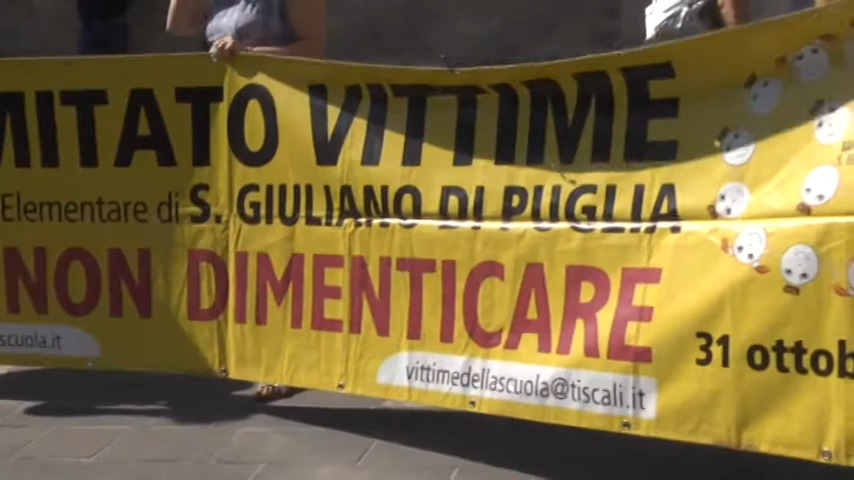 MITATO VITTIME
Elementare di S. GIULIANO DI PUGLIA
NON DIMENTICARE
31 ottob
scuola.it
vittimedellascuola@tiscali.it